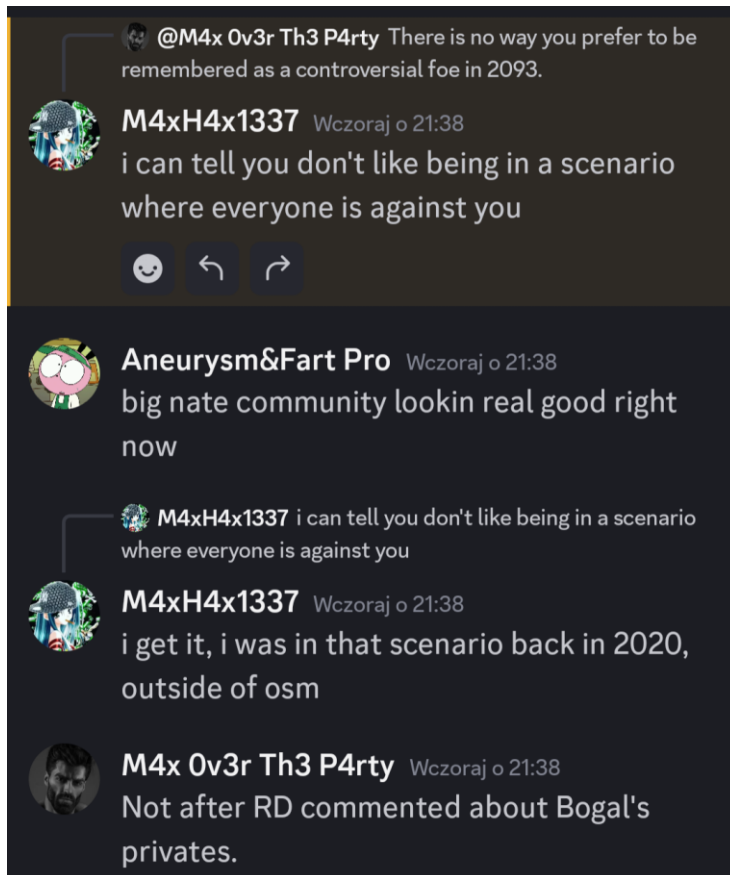 @M4x 0v3r Th3 P4rty There is no way you prefer to be
remembered as a controversial foe in 2093.
M4xH4x1337 Wczoraj o 21:38
i can tell you don't like being in a scenario
where everyone is against you
Aneurysm&Fart Pro Wczoraj o 21:38
big nate community lookin real good right
now
M4xH4x1337 i can tell you don't like being in a scenario
where everyone is against you
M4xH4x1337 Wczoraj o 21:38
i get it, i was in that scenario back in 2020,
outside of osm
M4x 0v3r Th3 P4rty Wczoraj o 21:38
Not after RD commented about Bogal's
privates.